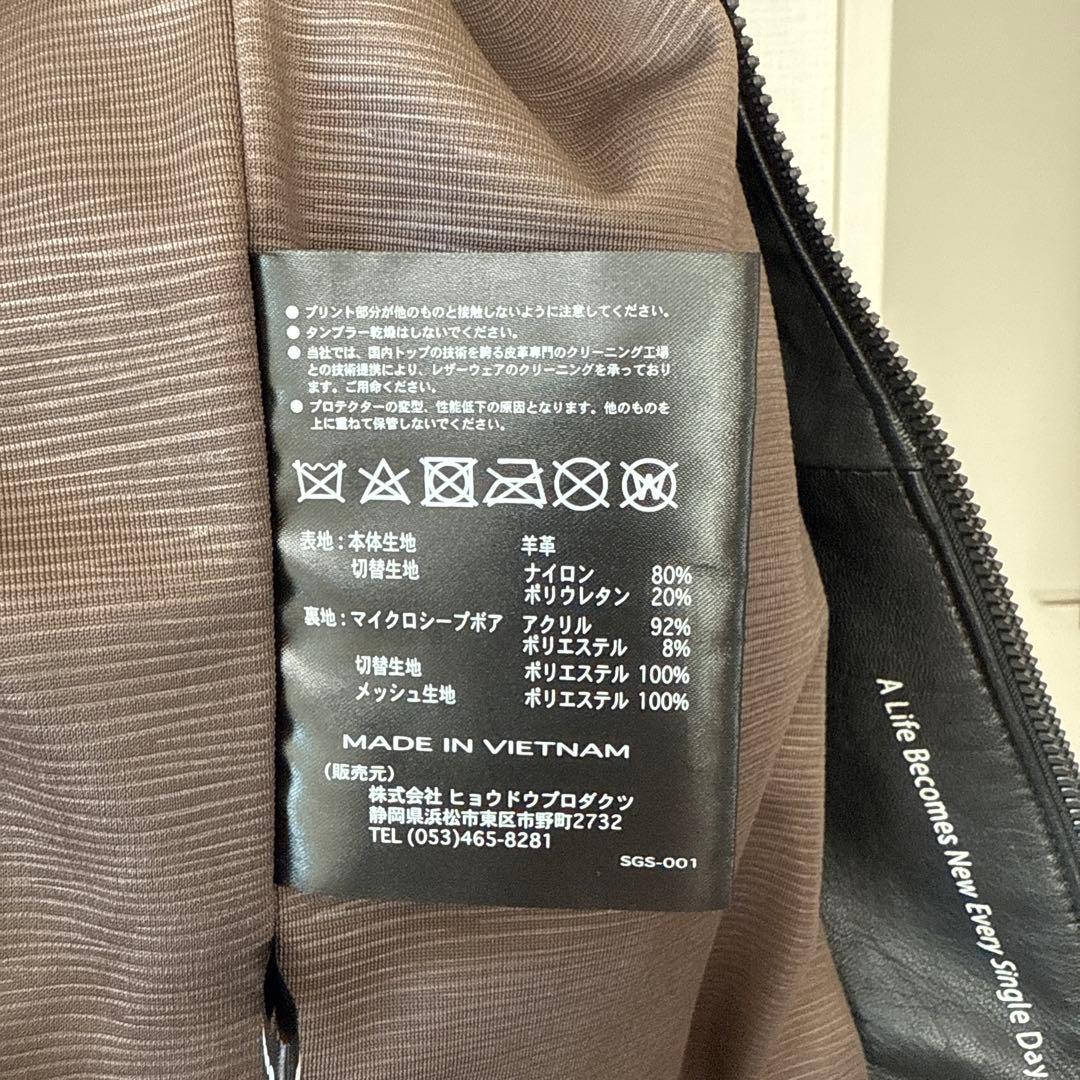 ● プリント部分が他のものと接触しないように注意してください。
● タンブラー乾燥はしないでください。
● 当社では、国内トップの技術を誇る皮革専門のクリーニング工場
との技術提携により、レザーウェアのクリーニングを承っており
ます。ご用命ください。
● プロテクターの変型、性能低下の原因となります。他のものを
上に重ねて保管しないでください。
W
表地：本体生地 羊革
切替生地 ナイロン 80%
ポリウレタン 20%
裏地：マイクロシープボア アクリル 92%
ポリエステル 8%
切替生地 ポリエステル 100%
メッシュ生地 ポリエステル 100%
MADE IN VIETNAM
（販売元）
株式会社 ヒョウドウプロダクツ
静岡県浜松市東区市野町2732
TEL (053)465-8281
SGS-001
A Life Becomes New Every Single Day